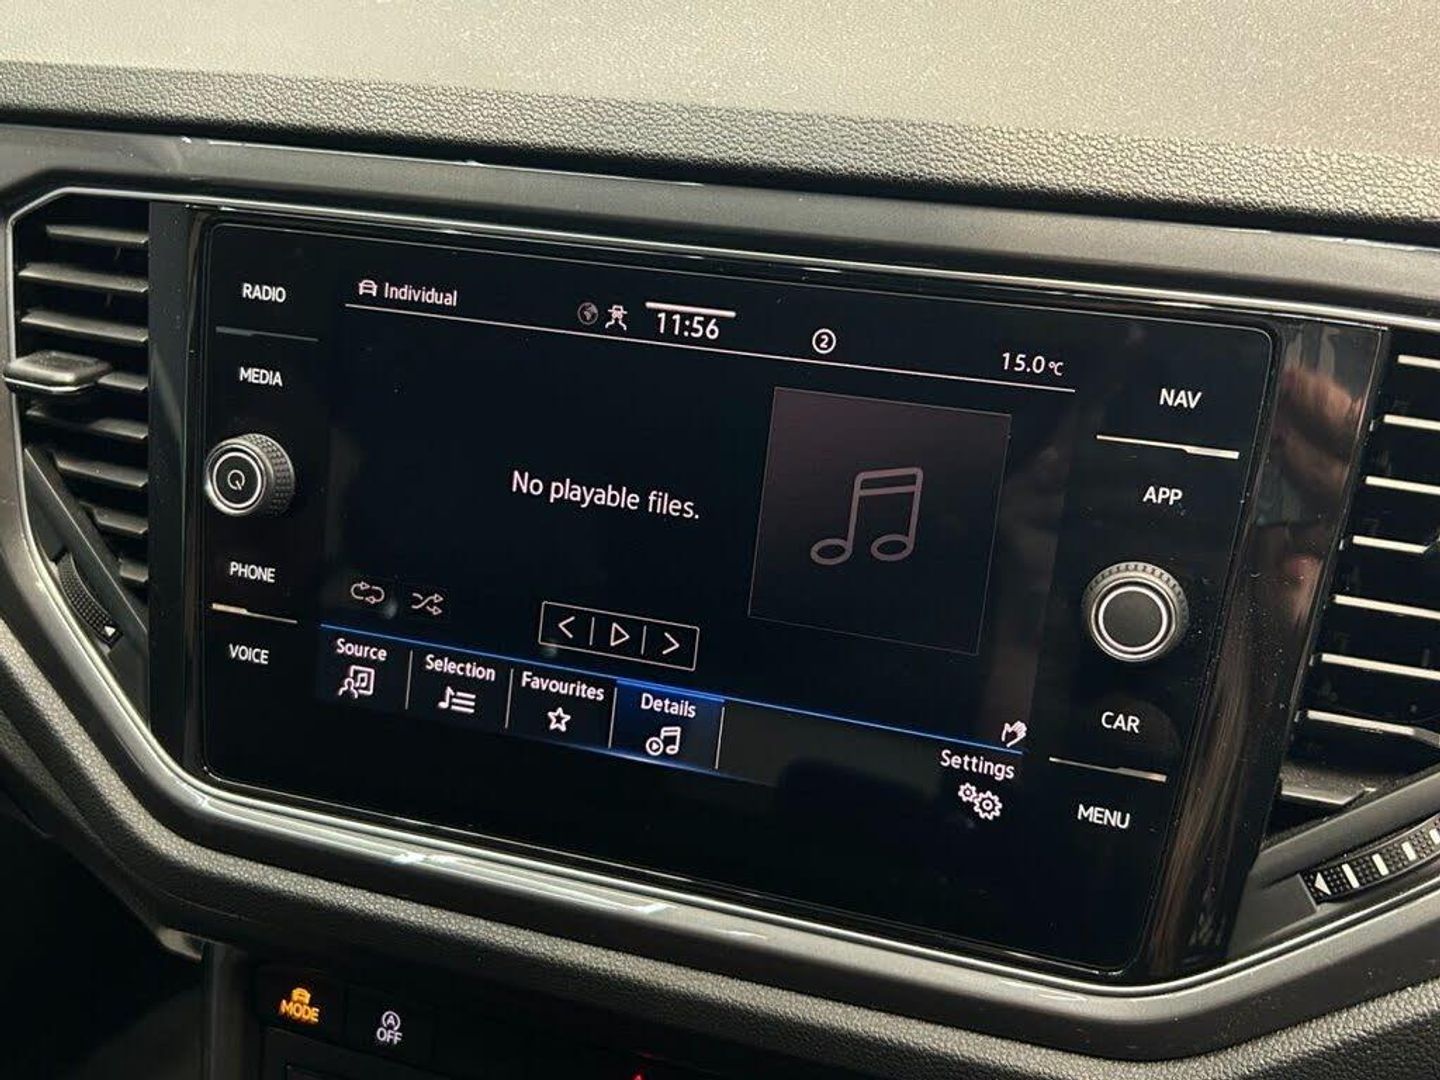 RADIO
MEDIA
PHONE
VOICE
Individual
11:56
2
15.0°C
No playable files.
Source
Selection
Favourites
Details
Settings
NAV
APP
CAR
MENU
MODE
A
OFF